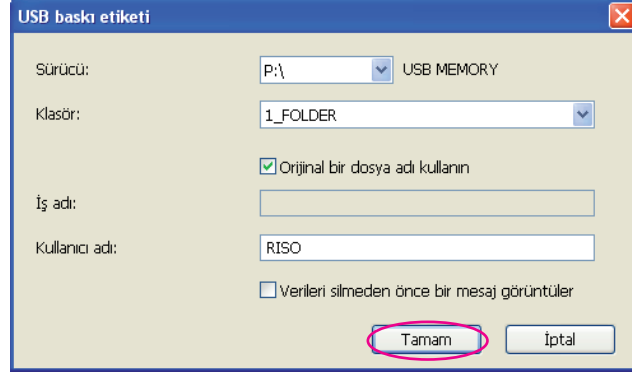 USB baskı etiketi
Sürücü: P:\ USB MEMORY
Klasör: 1_FOLDER
Orijinal bir dosya adı kullanın
İş adı:
Kullanıcı adı: RISO
Verileri silmeden önce bir mesaj görüntüler
Tamam İptal